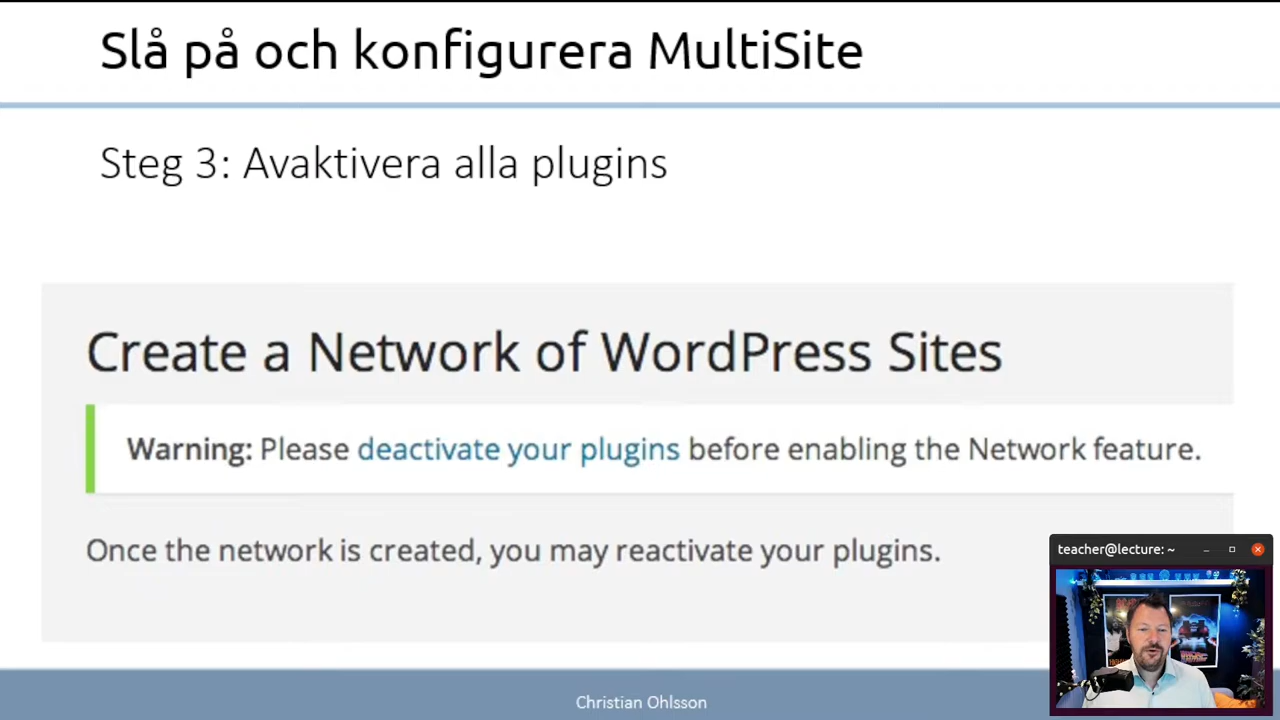 Slå på och konfigurera MultiSite
Steg 3: Avaktivera alla plugins
Create a Network of WordPress Sites
Warning: Please deactivate your plugins before enabling the Network feature.
Once the network is created, you may reactivate your plugins.
teacher@lecture: ~
Christian Ohlsson